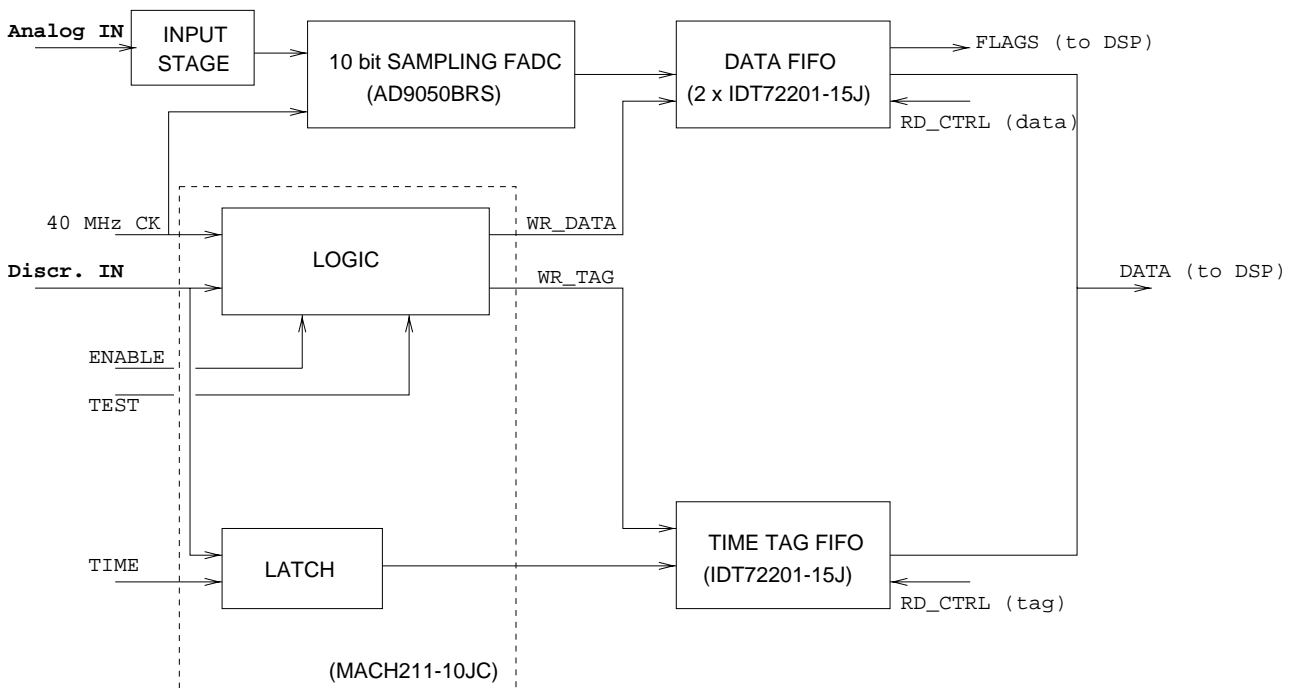 Analog IN
INPUT
STAGE
10 bit SAMPLING FADC
(AD9050BRS)
DATA FIFO
(2 x IDT72201-15J)
FLAGS (to DSP)
RD_CTRL (data)
40 MHz CK
Discr. IN
LOGIC
WR_DATA
WR_TAG
DATA (to DSP)
ENABLE
TEST
TIME
LATCH
TIME TAG FIFO
(IDT72201-15J)
RD_CTRL (tag)
(MACH211-10JC)